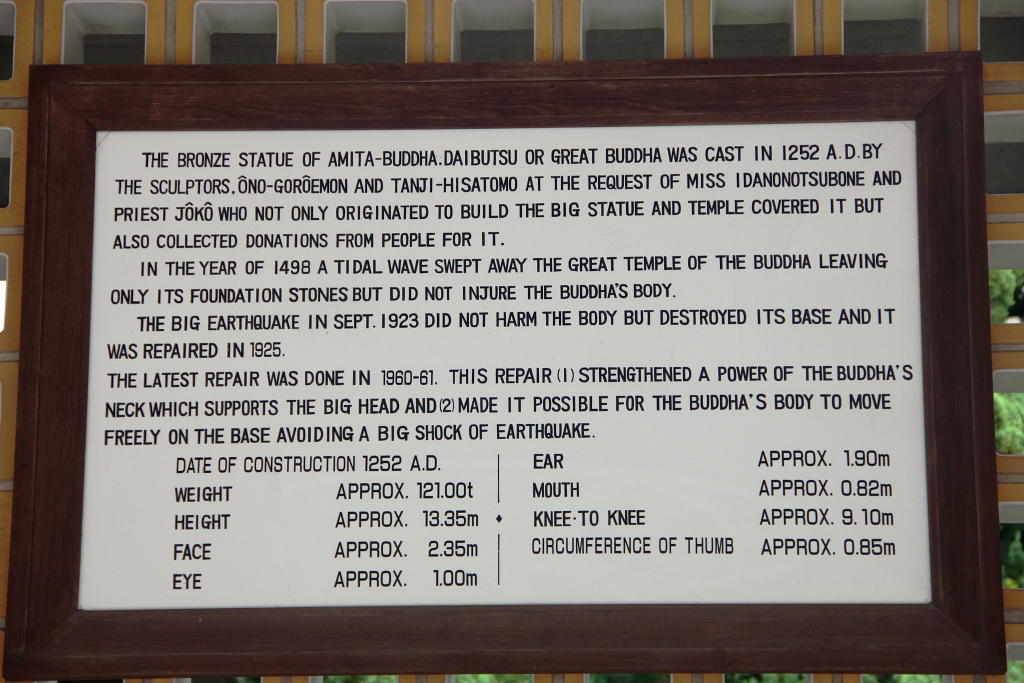 THE BRONZE STATUE OF AMITA-BUDDHA.DAIBUTSU OR GREAT BUDDHA WAS CAST IN 1252 A.D.BY
THE SCULPTORS.ÔNO-GORÔEMON AND TANJI-HISATOMO AT THE REQUEST OF MISS IDANONOTSUBONE AND
PRIEST JÔKÔ WHO NOT ONLY ORIGINATED TO BUILD THE BIG STATUE AND TEMPLE COVERED IT BUT
ALSO COLLECTED DONATIONS FROM PEOPLE FOR IT.
IN THE YEAR OF 1498 A TIDAL WAVE SWEPT AWAY THE GREAT TEMPLE OF THE BUDDHA LEAVING
ONLY ITS FOUNDATION STONES BUT DID NOT INJURE THE BUDDHA'S BODY.
THE BIG EARTHQUAKE IN SEPT. 1923 DID NOT HARM THE BODY BUT DESTROYED ITS BASE AND IT
WAS REPAIRED IN 1925.
THE LATEST REPAIR WAS DONE IN 1960-61. THIS REPAIR (1) STRENGTHENED A POWER OF THE BUDDHA'S
NECK WHICH SUPPORTS THE BIG HEAD AND (2) MADE IT POSSIBLE FOR THE BUDDHA'S BODY TO MOVE
FREELY ON THE BASE AVOIDING A BIG SHOCK OF EARTHQUAKE.
DATE OF CONSTRUCTION 1252 A.D.
WEIGHT APPROX. 121.00t
HEIGHT APPROX. 13.35m
FACE APPROX. 2.35m
EYE APPROX. 1.00m
EAR APPROX. 1.90m
MOUTH APPROX. 0.82m
KNEE·TO KNEE APPROX. 9.10m
CIRCUMFERENCE OF THUMB APPROX. 0.85m